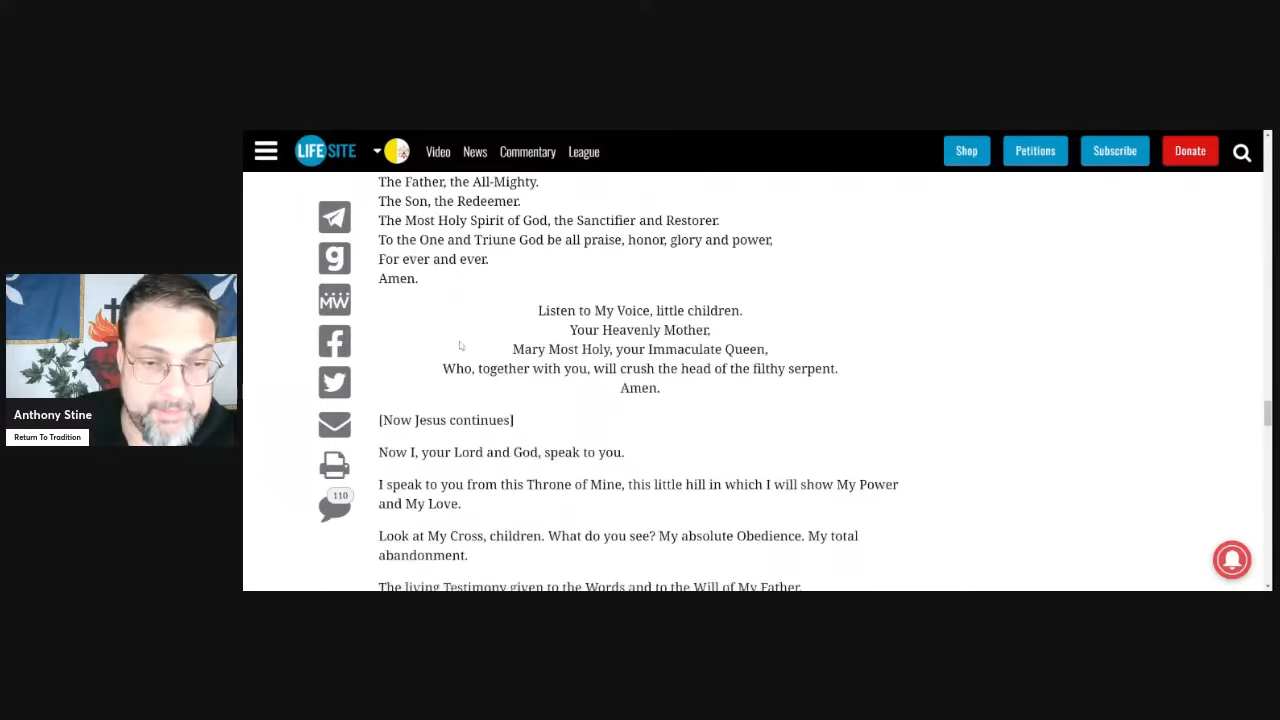 LIFE SITE
Video News Commentary League
Shop Petitions Subscribe Donate
The Father, the All-Mighty.
The Son, the Redeemer.
The Most Holy Spirit of God, the Sanctifier and Restorer.
To the One and Triune God be all praise, honor, glory and power,
For ever and ever.
Amen.
Listen to My Voice, little children.
Your Heavenly Mother,
Mary Most Holy, your Immaculate Queen,
Who, together with you, will crush the head of the filthy serpent.
Amen.
[Now Jesus continues]
Now I, your Lord and God, speak to you.
I speak to you from this Throne of Mine, this little hill in which I will show My Power
and My Love.
Look at My Cross, children. What do you see? My absolute Obedience. My total
abandonment.
The living Testimony given to the Words and to the Will of My Father.
g
MW
110
Anthony Stine
Return To Tradition